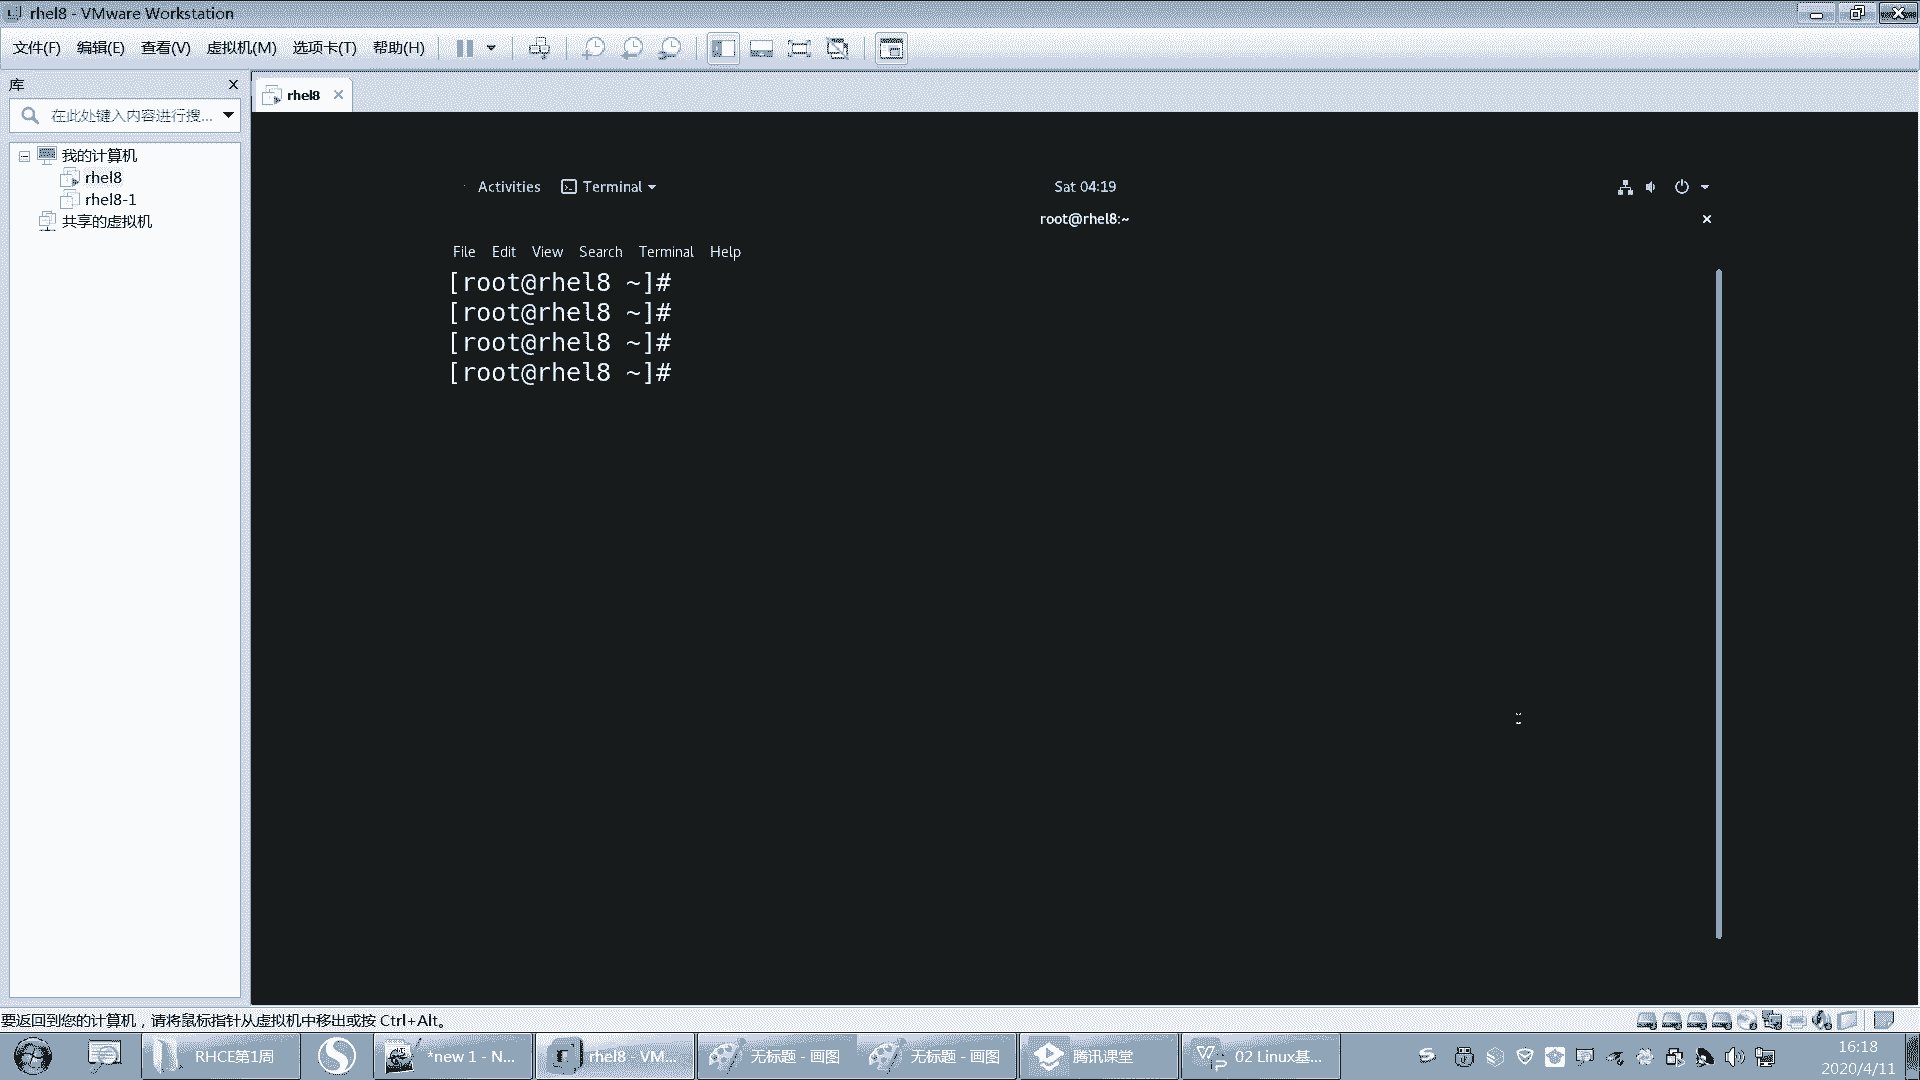 rhel8 - VMware Workstation
文件(F) 编辑(E) 查看(V) 虚拟机(M) 选项卡(T) 帮助(H)
库
在此处键入内容进行搜...
我的计算机
rhel8
rhel8-1
共享的虚拟机
rhel8
Activities Terminal Sat 04:19
root@rhel8:~
File Edit View Search Terminal Help
[root@rhel8 ~]#
[root@rhel8 ~]#
[root@rhel8 ~]#
[root@rhel8 ~]#
要返回到您的计算机，请将鼠标指针从虚拟机中移出或按 Ctrl+Alt。
RHCE第1周 *new 1 - N... rhel8 - VM... 无标题 - 画图 无标题 - 画图 腾讯课堂 02 Linux基...
16:18
2020/4/11